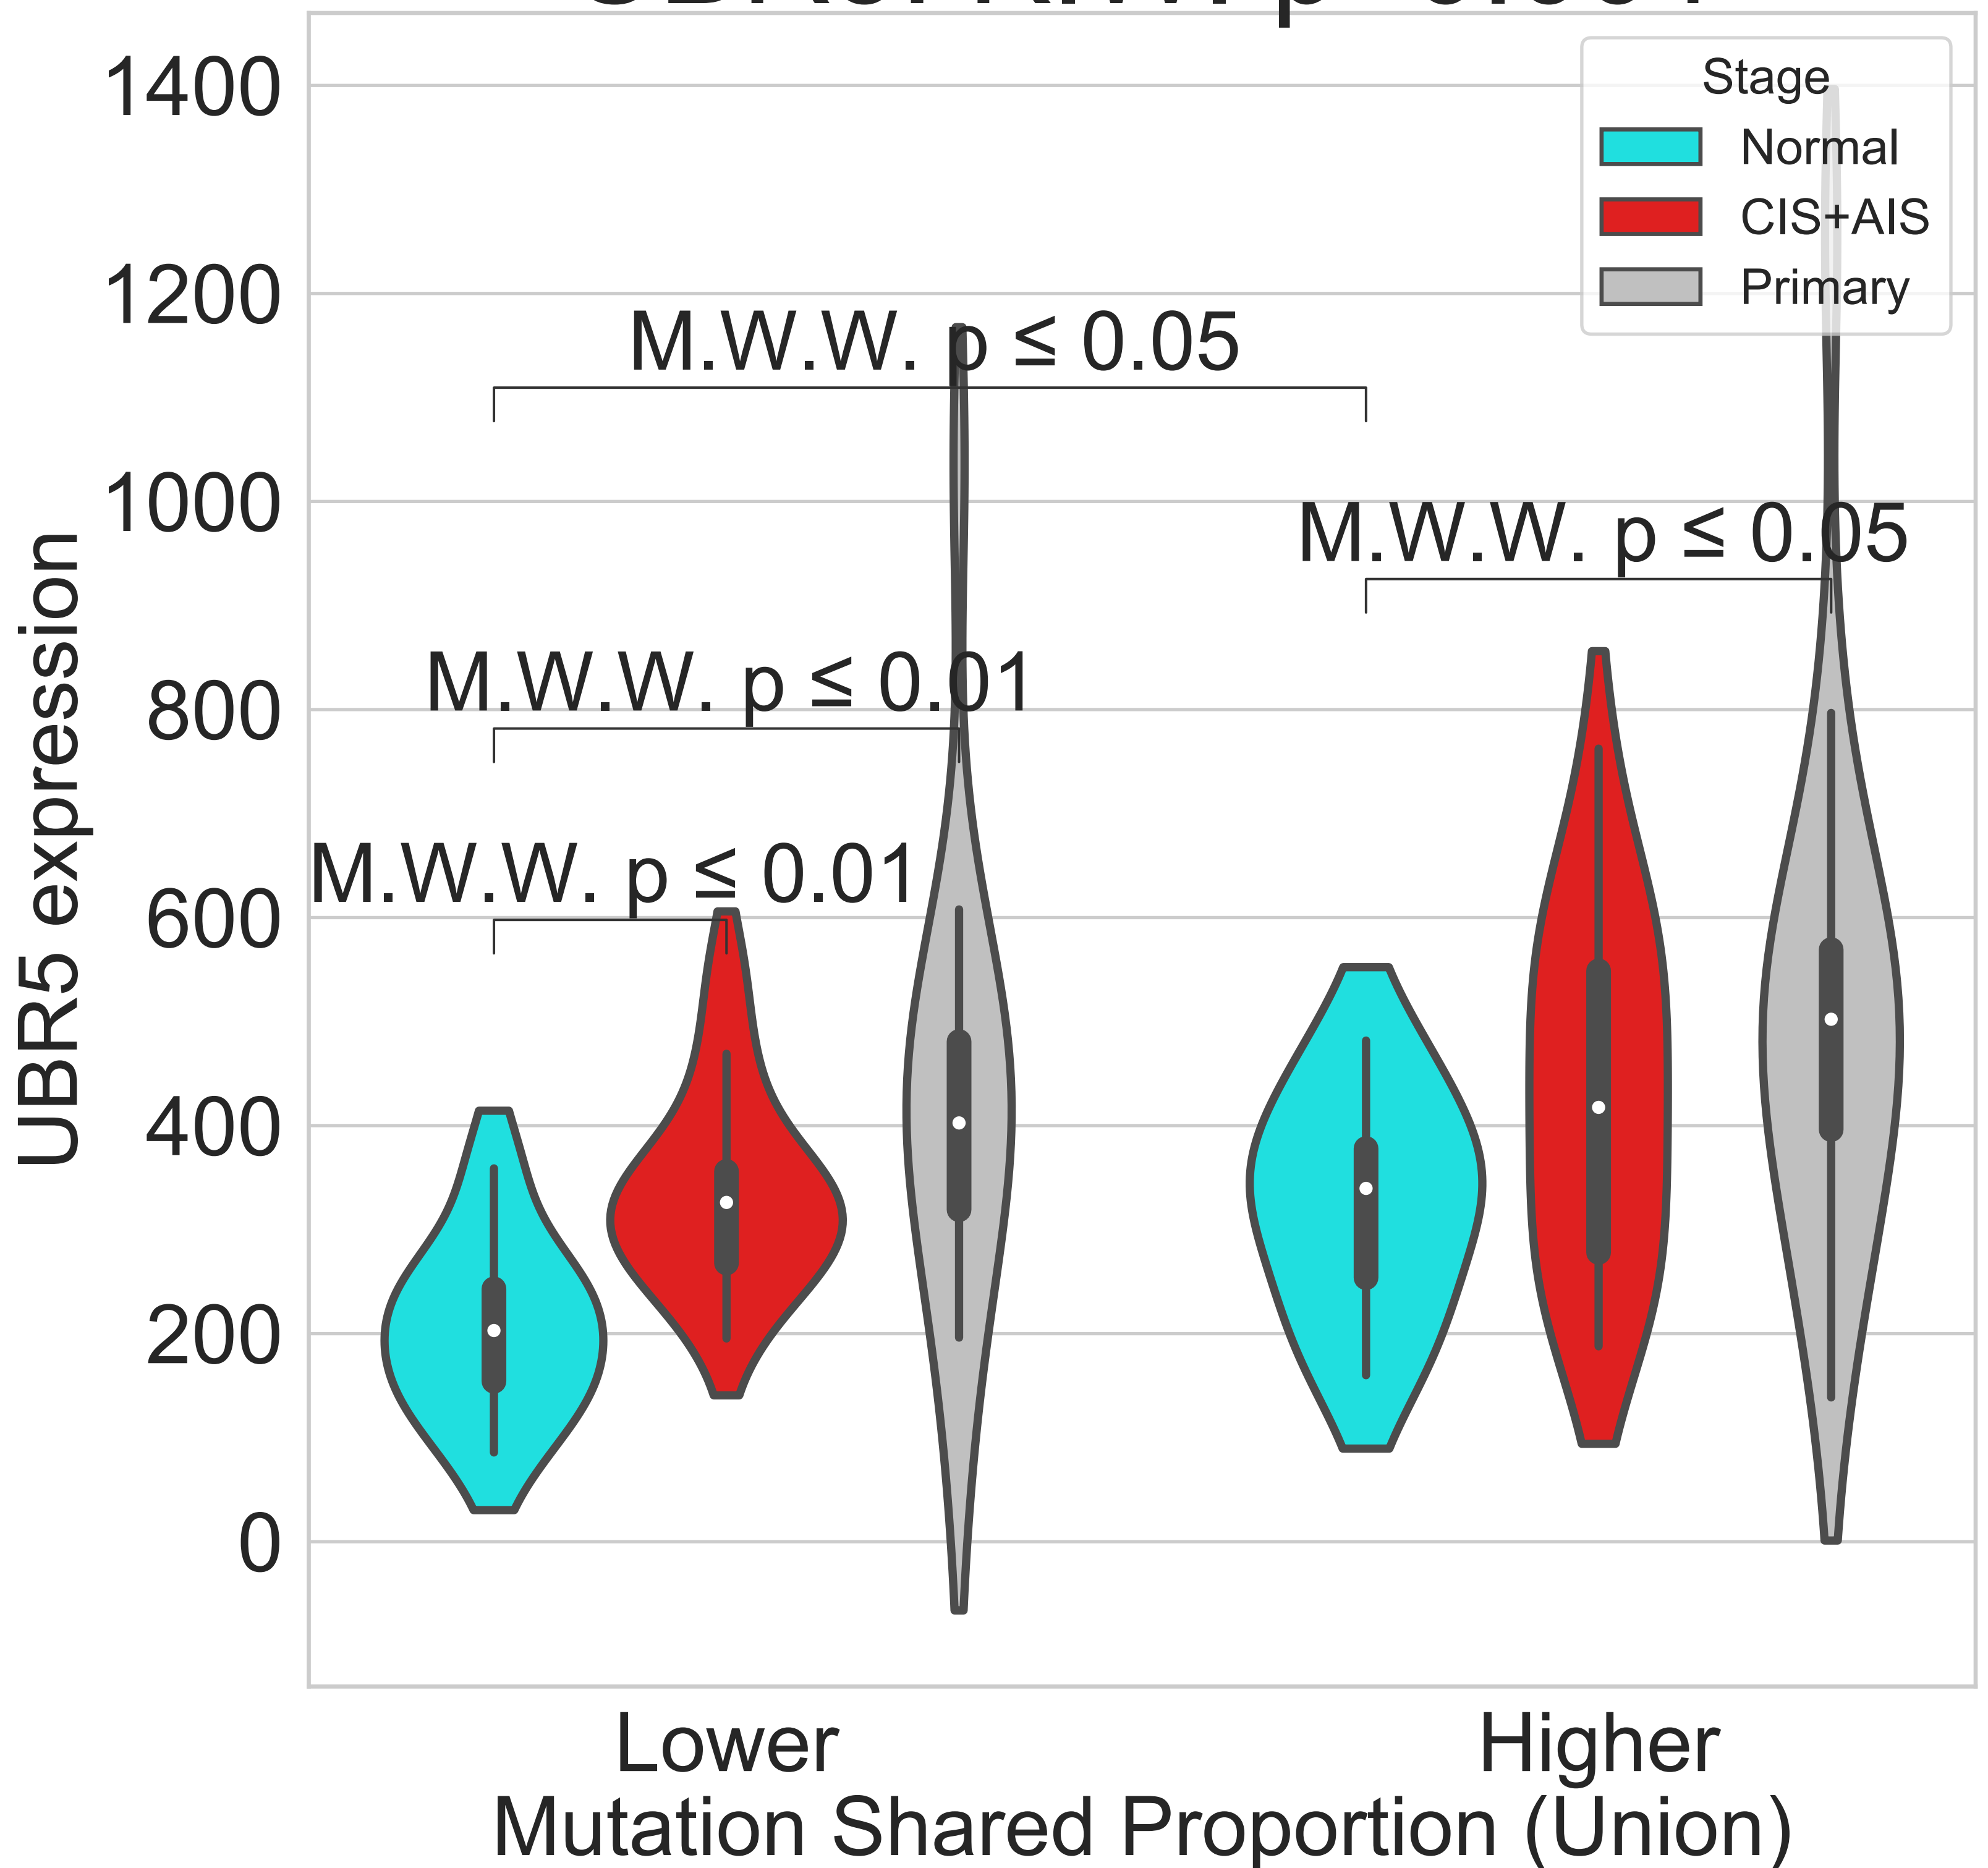 1400
1200
1000
800
600
400
200
0
UBR5 expression
Stage
Normal
CIS+AIS
Primary
M.W.W. p ≤ 0.05
M.W.W. p ≤ 0.05
M.W.W. p ≤ 0.01
M.W.W. p ≤ 0.01
Lower
Higher
Mutation Shared Proportion (Union)